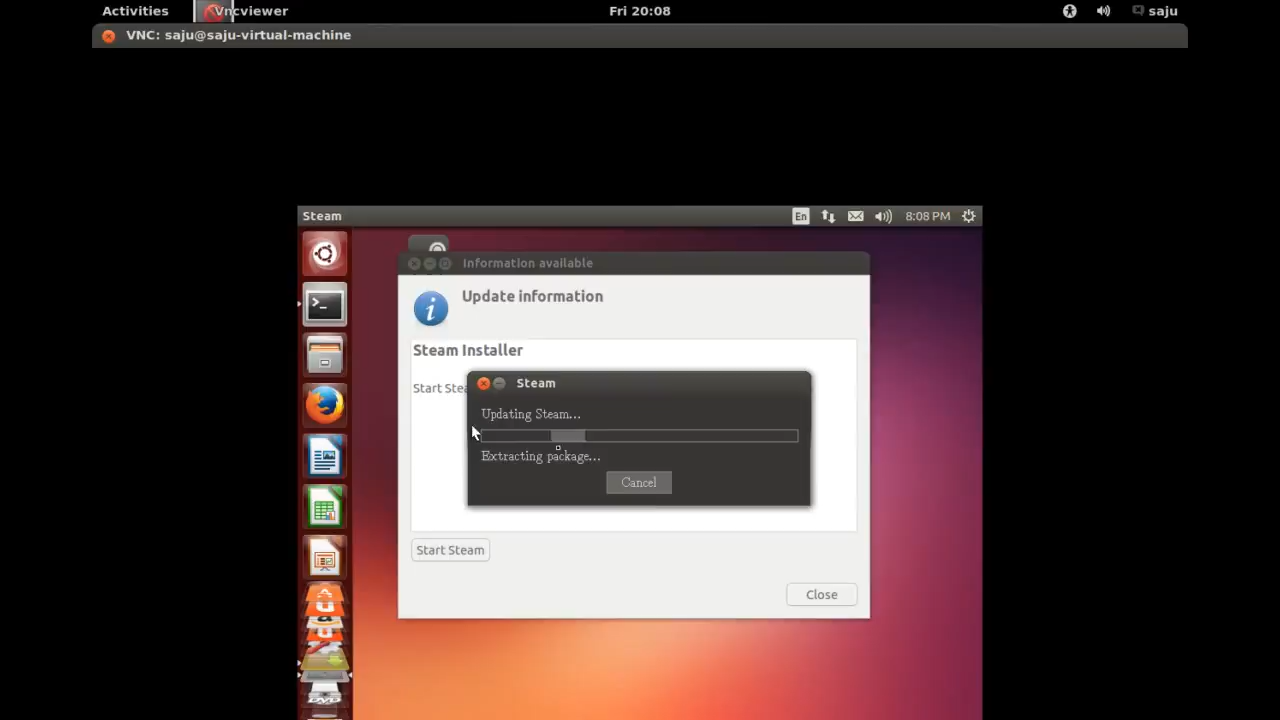 Activities Vncviewer Fri 20:08 saju
VNC: saju@saju-virtual-machine
Steam En 8:08 PM
Information available
Update information
Steam Installer
Start Stea
Steam
Updating Steam...
Extracting package...
Cancel
Start Steam
Close
DVD